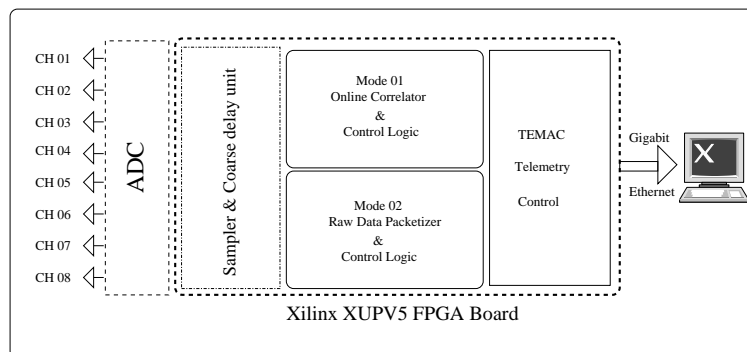 CH 01
CH 02
CH 03
CH 04
CH 05
CH 06
CH 07
CH 08
ADC
Sampler & Coarse delay unit
Mode 01
Online Correlator
&
Control Logic
Mode 02
Raw Data Packetizer
&
Control Logic
TEMAC
Telemetry
Control
Gigabit
Ethernet
X
Xilinx XUPV5 FPGA Board